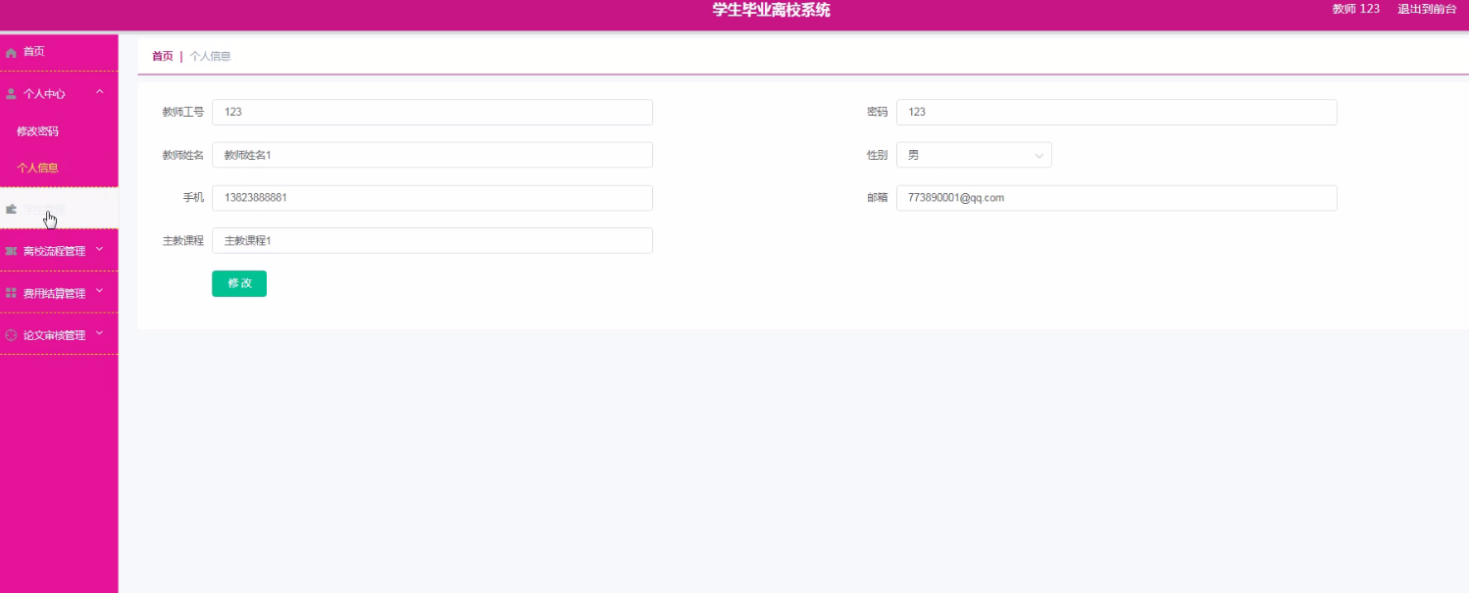 学生毕业离校系统
教师 123 退出到前台
首页
个人中心
修改密码
个人信息
离校流程管理
费用结算管理
论文审核管理
首页 | 个人信息
教师工号 123
密码 123
教师姓名 教师姓名1
性别 男
手机 13823888881
邮箱 773890001@qq.com
主教课程 主教课程1
修改